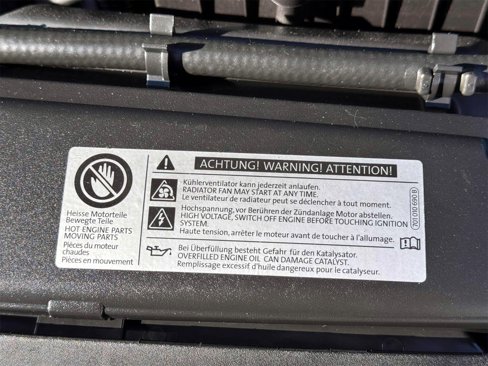 ACHTUNG! WARNING! ATTENTION!
Heisse Motorteile
Bewegte Teile
HOT ENGINE PARTS
MOVING PARTS
Pièces du moteur
chaudes
Pièces en mouvement
Kühlerventilator kann jederzeit anlaufen.
RADIATOR FAN MAY START AT ANY TIME.
Le ventilateur de radiateur peut se déclencher à tout moment.
Hochspannung, vor Berühren der Zündanlage Motor abstellen.
HIGH VOLTAGE, SWITCH OFF ENGINE BEFORE TOUCHING IGNITION
SYSTEM.
Haute tension, arrêter le moteur avant de toucher à l'allumage.
Bei Überfüllung besteht Gefahr für den Katalysator.
OVERFILLED ENGINE OIL CAN DAMAGE CATALYST.
Remplissage excessif d'huile dangereux pour le catalyseur.